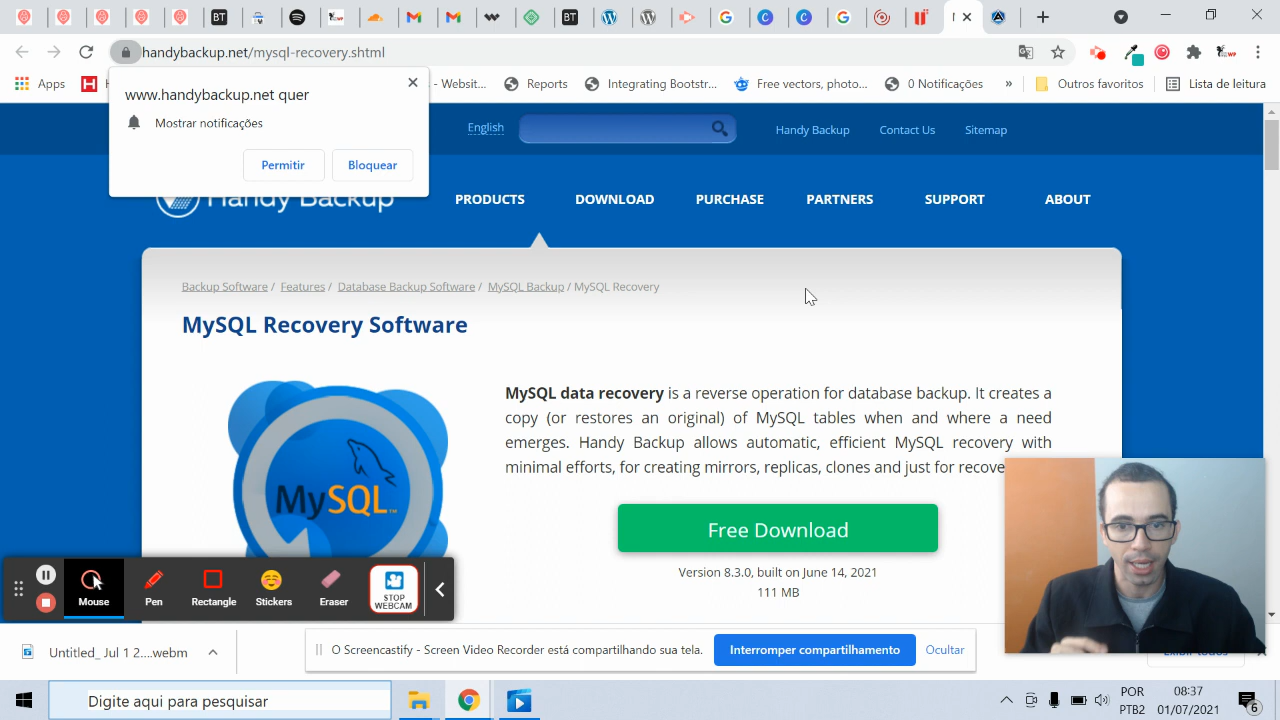 BT
BT
handybackup.net/mysql-recovery.shtml
Apps
H
- Websit...
Reports
Integrating Bootstr...
Free vectors, photo...
0 Notificações
»
Outros favoritos
Lista de leitura
www.handybackup.net quer
Mostrar notificações
Permitir
Bloquear
English
Handy Backup
Contact Us
Sitemap
Handy Backup
PRODUCTS
DOWNLOAD
PURCHASE
PARTNERS
SUPPORT
ABOUT
Backup Software / Features / Database Backup Software / MySQL Backup / MySQL Recovery
MySQL Recovery Software
MySQL data recovery is a reverse operation for database backup. It creates a
copy (or restores an original) of MySQL tables when and where a need
emerges. Handy Backup allows automatic, efficient MySQL recovery with
minimal efforts, for creating mirrors, replicas, clones and just for recove
MySQL
Free Download
Version 8.3.0, built on June 14, 2021
111 MB
Mouse
Pen
Rectangle
Stickers
Eraser
STOP
WEBCAM
Untitled_ Jul 1 2....webm
O Screencastify - Screen Video Recorder está compartilhando sua tela.
Interromper compartilhamento
Ocultar
Digite aqui para pesquisar
POR
PTB2
08:37
01/07/2021
6